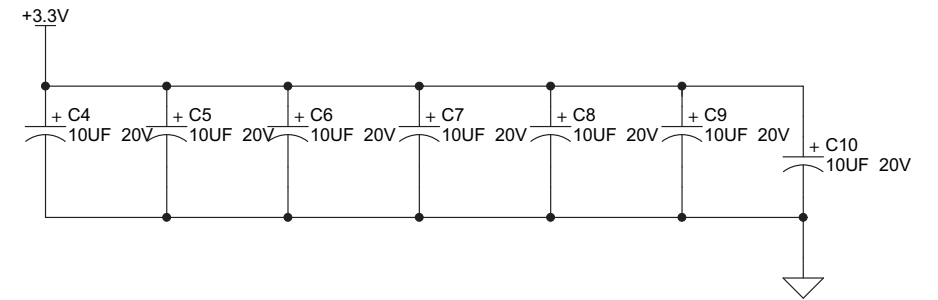 +3.3V
+ C4
10UF 20V
+ C5
10UF 20V
+ C6
10UF 20V
+ C7
10UF 20V
+ C8
10UF 20V
+ C9
10UF 20V
+ C10
10UF 20V